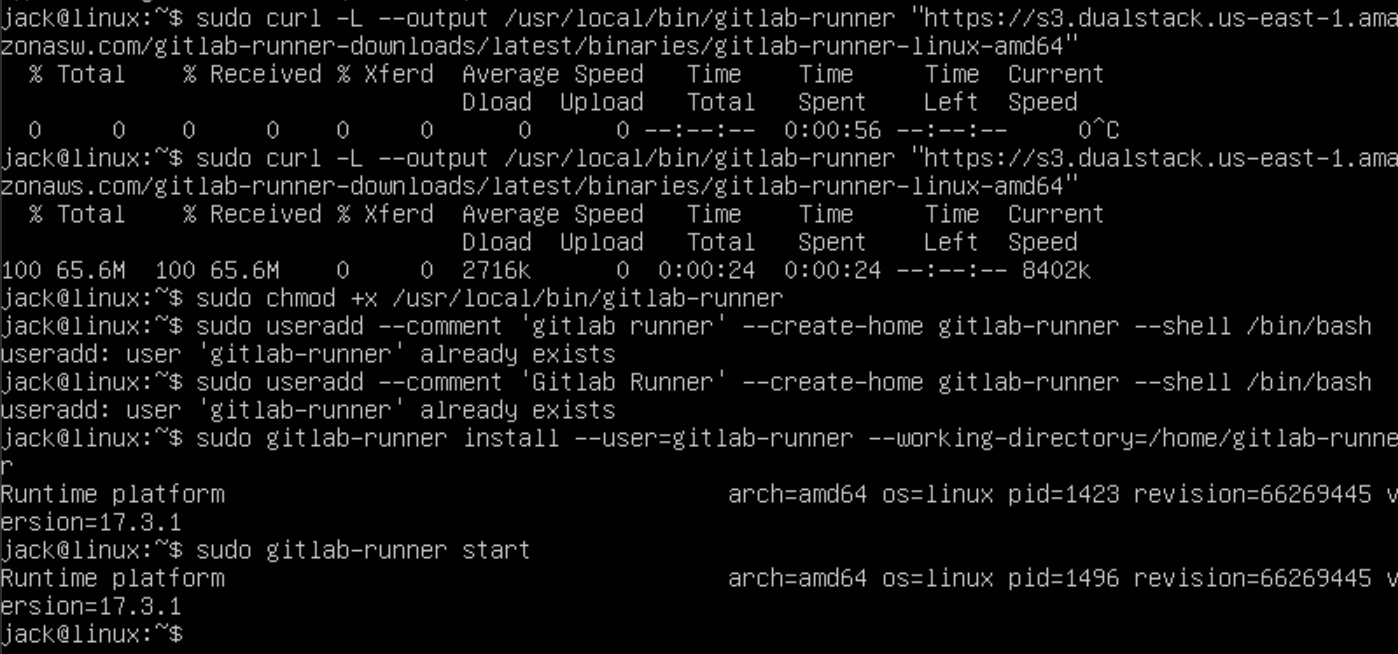 jack@linux:~$ sudo curl -L --output /usr/local/bin/gitlab-runner "https://s3.dualstack.us-east-1.ama
zonasw.com/gitlab-runner-downloads/latest/binaries/gitlab-runner-linux-amd64"
  % Total    % Received % Xferd  Average Speed   Time    Time     Time  Current
                                 Dload  Upload   Total   Spent    Left  Speed
  0     0    0     0    0     0      0      0 --:--:--  0:00:56 --:--:--     0^C
jack@linux:~$ sudo curl -L --output /usr/local/bin/gitlab-runner "https://s3.dualstack.us-east-1.ama
zonaws.com/gitlab-runner-downloads/latest/binaries/gitlab-runner-linux-amd64"
  % Total    % Received % Xferd  Average Speed   Time    Time     Time  Current
                                 Dload  Upload   Total   Spent    Left  Speed
100 65.6M  100 65.6M    0     0  2716k      0  0:00:24  0:00:24 --:--:-- 8402k
jack@linux:~$ sudo chmod +x /usr/local/bin/gitlab-runner
jack@linux:~$ sudo useradd --comment 'gitlab runner' --create-home gitlab-runner --shell /bin/bash
useradd: user 'gitlab-runner' already exists
jack@linux:~$ sudo useradd --comment 'Gitlab Runner' --create-home gitlab-runner --shell /bin/bash
useradd: user 'gitlab-runner' already exists
jack@linux:~$ sudo gitlab-runner install --user=gitlab-runner --working-directory=/home/gitlab-runne
r
Runtime platform                                    arch=amd64 os=linux pid=1423 revision=66269445 v
ersion=17.3.1
jack@linux:~$ sudo gitlab-runner start
Runtime platform                                    arch=amd64 os=linux pid=1496 revision=66269445 v
ersion=17.3.1
jack@linux:~$